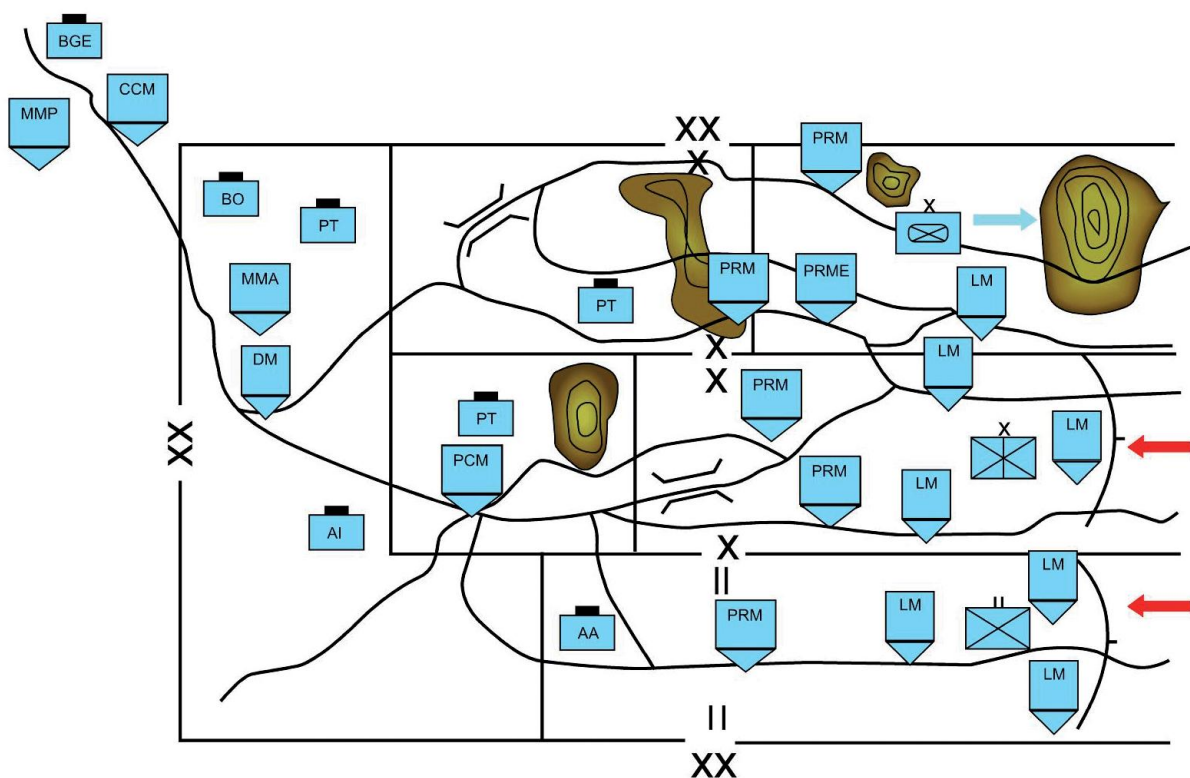 BGE
CCM
MMP
XX
X
PRM
BO
PT
X
MMA
PRM
PRME
LM
PT
DM
X
X
LM
PRM
PT
X
LM
XX
PCM
PRM
LM
AI
X
II
LM
AA
PRM
LM
II
LM
II
XX